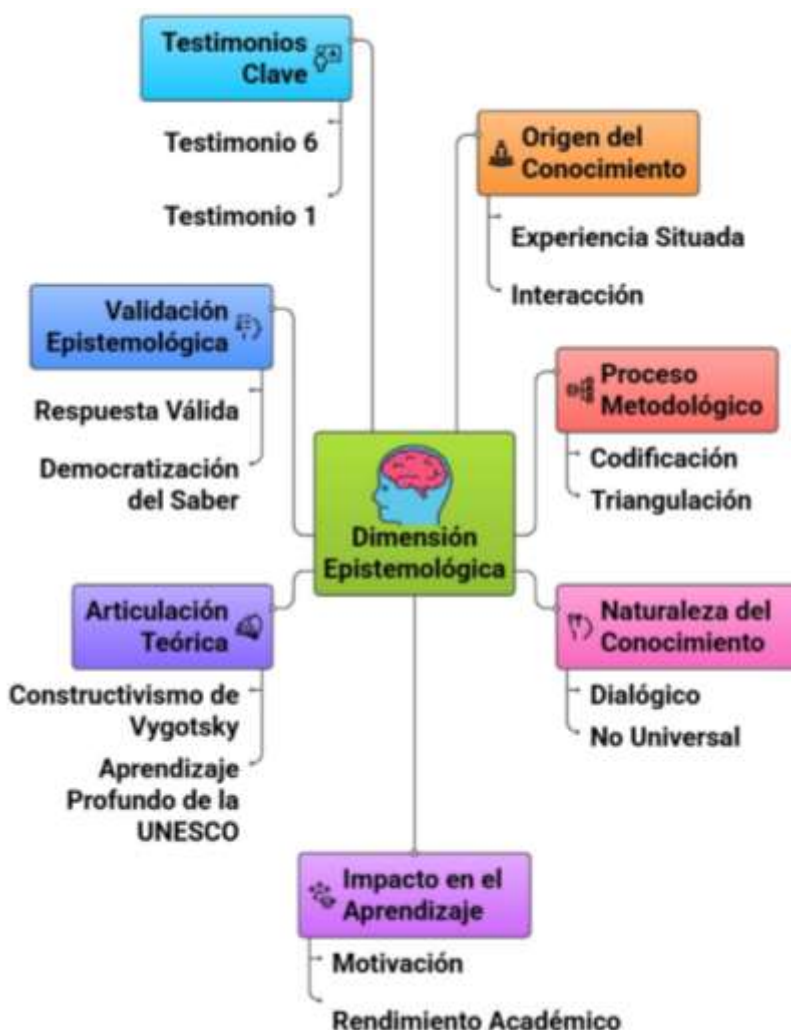 Testimonios
Clave
Testimonio 6
Testimonio 1
Origen del
Conocimiento
Experiencia Situada
Interacción
Validación
Epistemológica
Respuesta Válida
Democratización
del Saber
Proceso
Metodológico
Codificación
Triangulación
Dimensión
Epistemológica
Articulación
Teórica
Constructivismo de
Vygotsky
Aprendizaje
Profundo de la
UNESCO
Naturaleza del
Conocimiento
Dialógico
No Universal
Impacto en el
Aprendizaje
Motivación
Rendimiento Académico